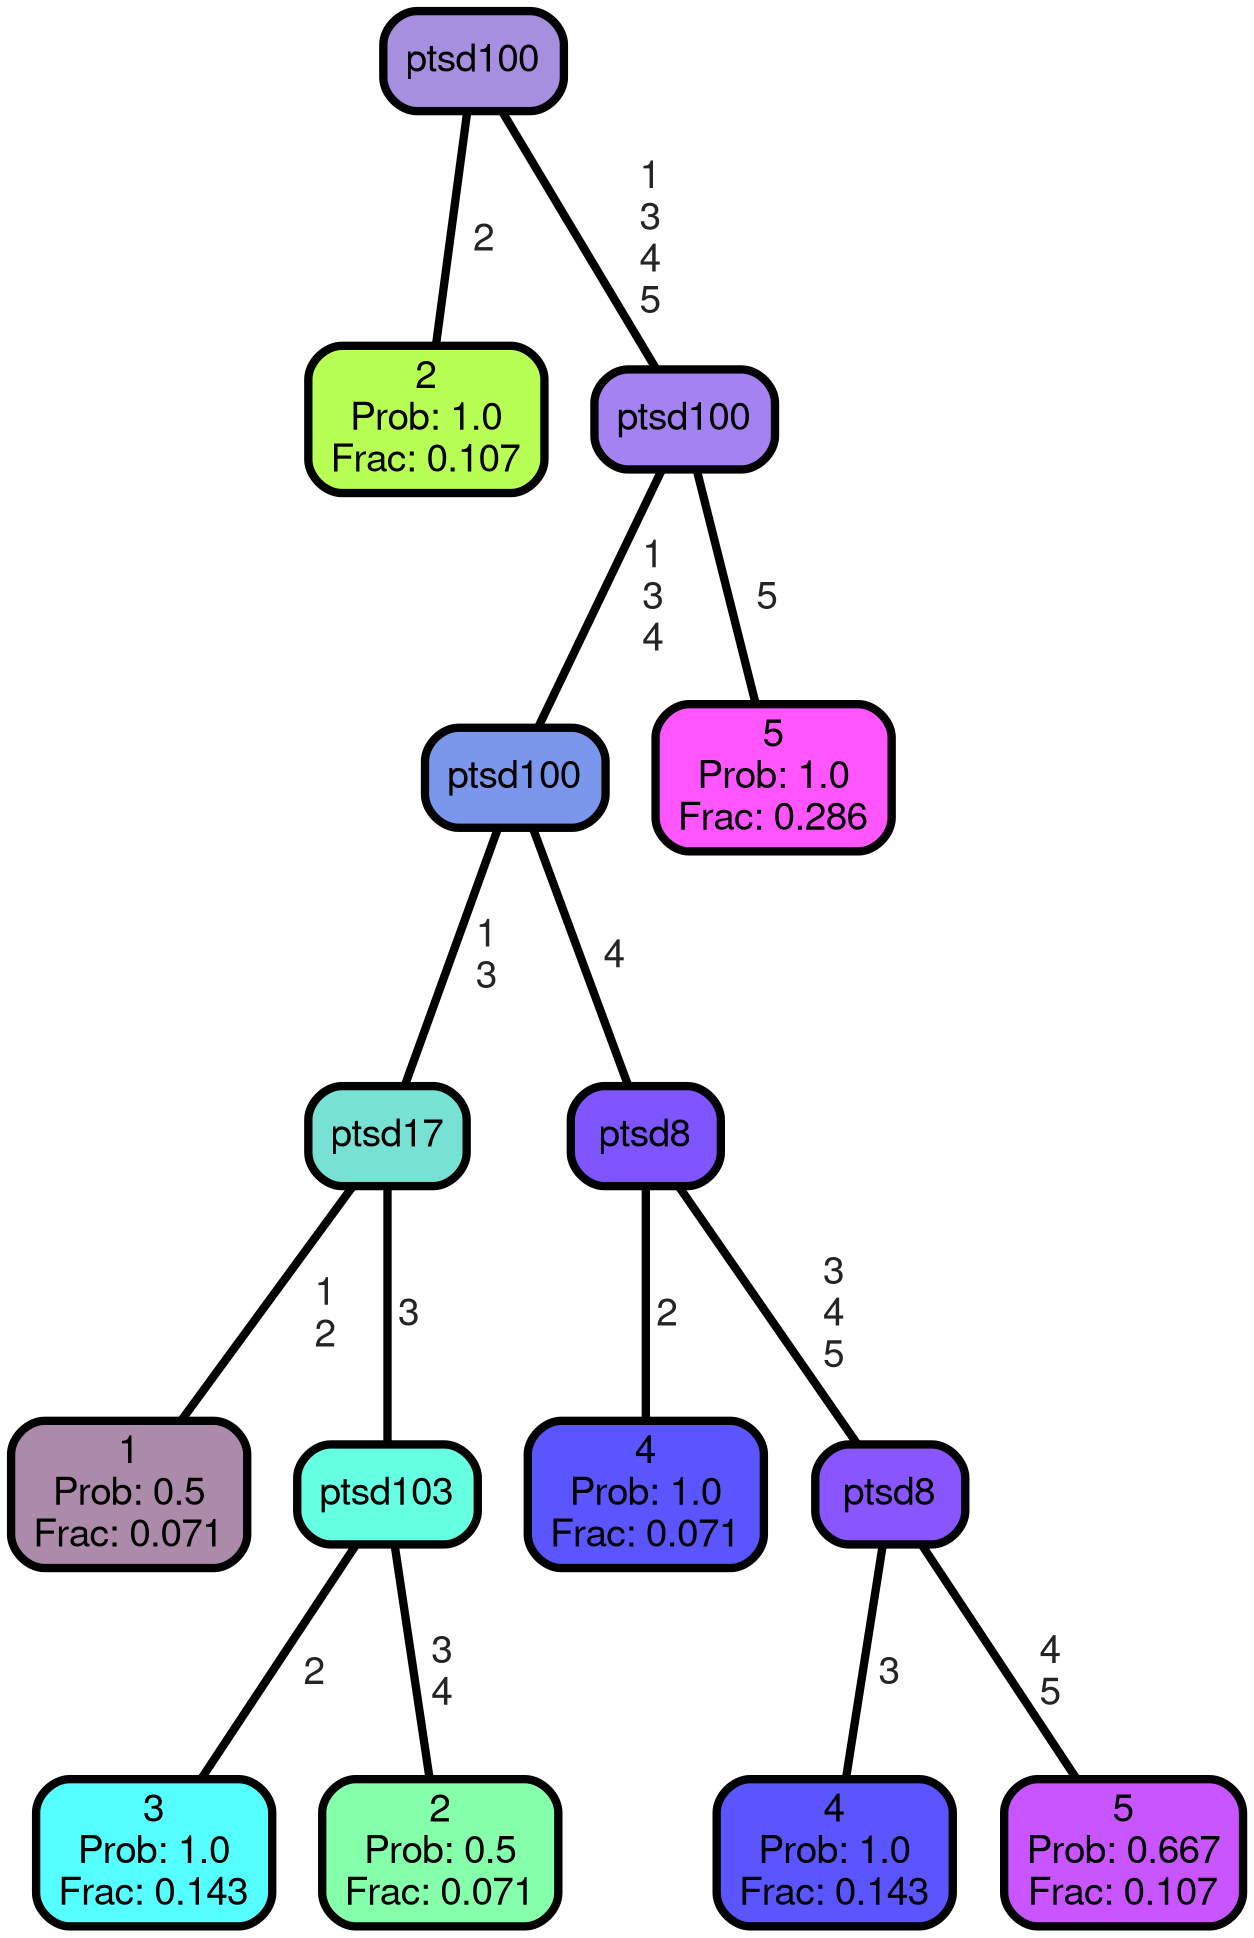 ptsd100
2
1
3
4
5
2
Prob: 1.0
Frac: 0.107
ptsd100
1
3
4
5
ptsd100
5
Prob: 1.0
Frac: 0.286
1
3
4
ptsd17
ptsd8
1
2
3
2
3
4
5
1
Prob: 0.5
Frac: 0.071
ptsd103
4
Prob: 1.0
Frac: 0.071
ptsd8
2
3
4
3
4
5
3
Prob: 1.0
Frac: 0.143
2
Prob: 0.5
Frac: 0.071
4
Prob: 1.0
Frac: 0.143
5
Prob: 0.667
Frac: 0.107